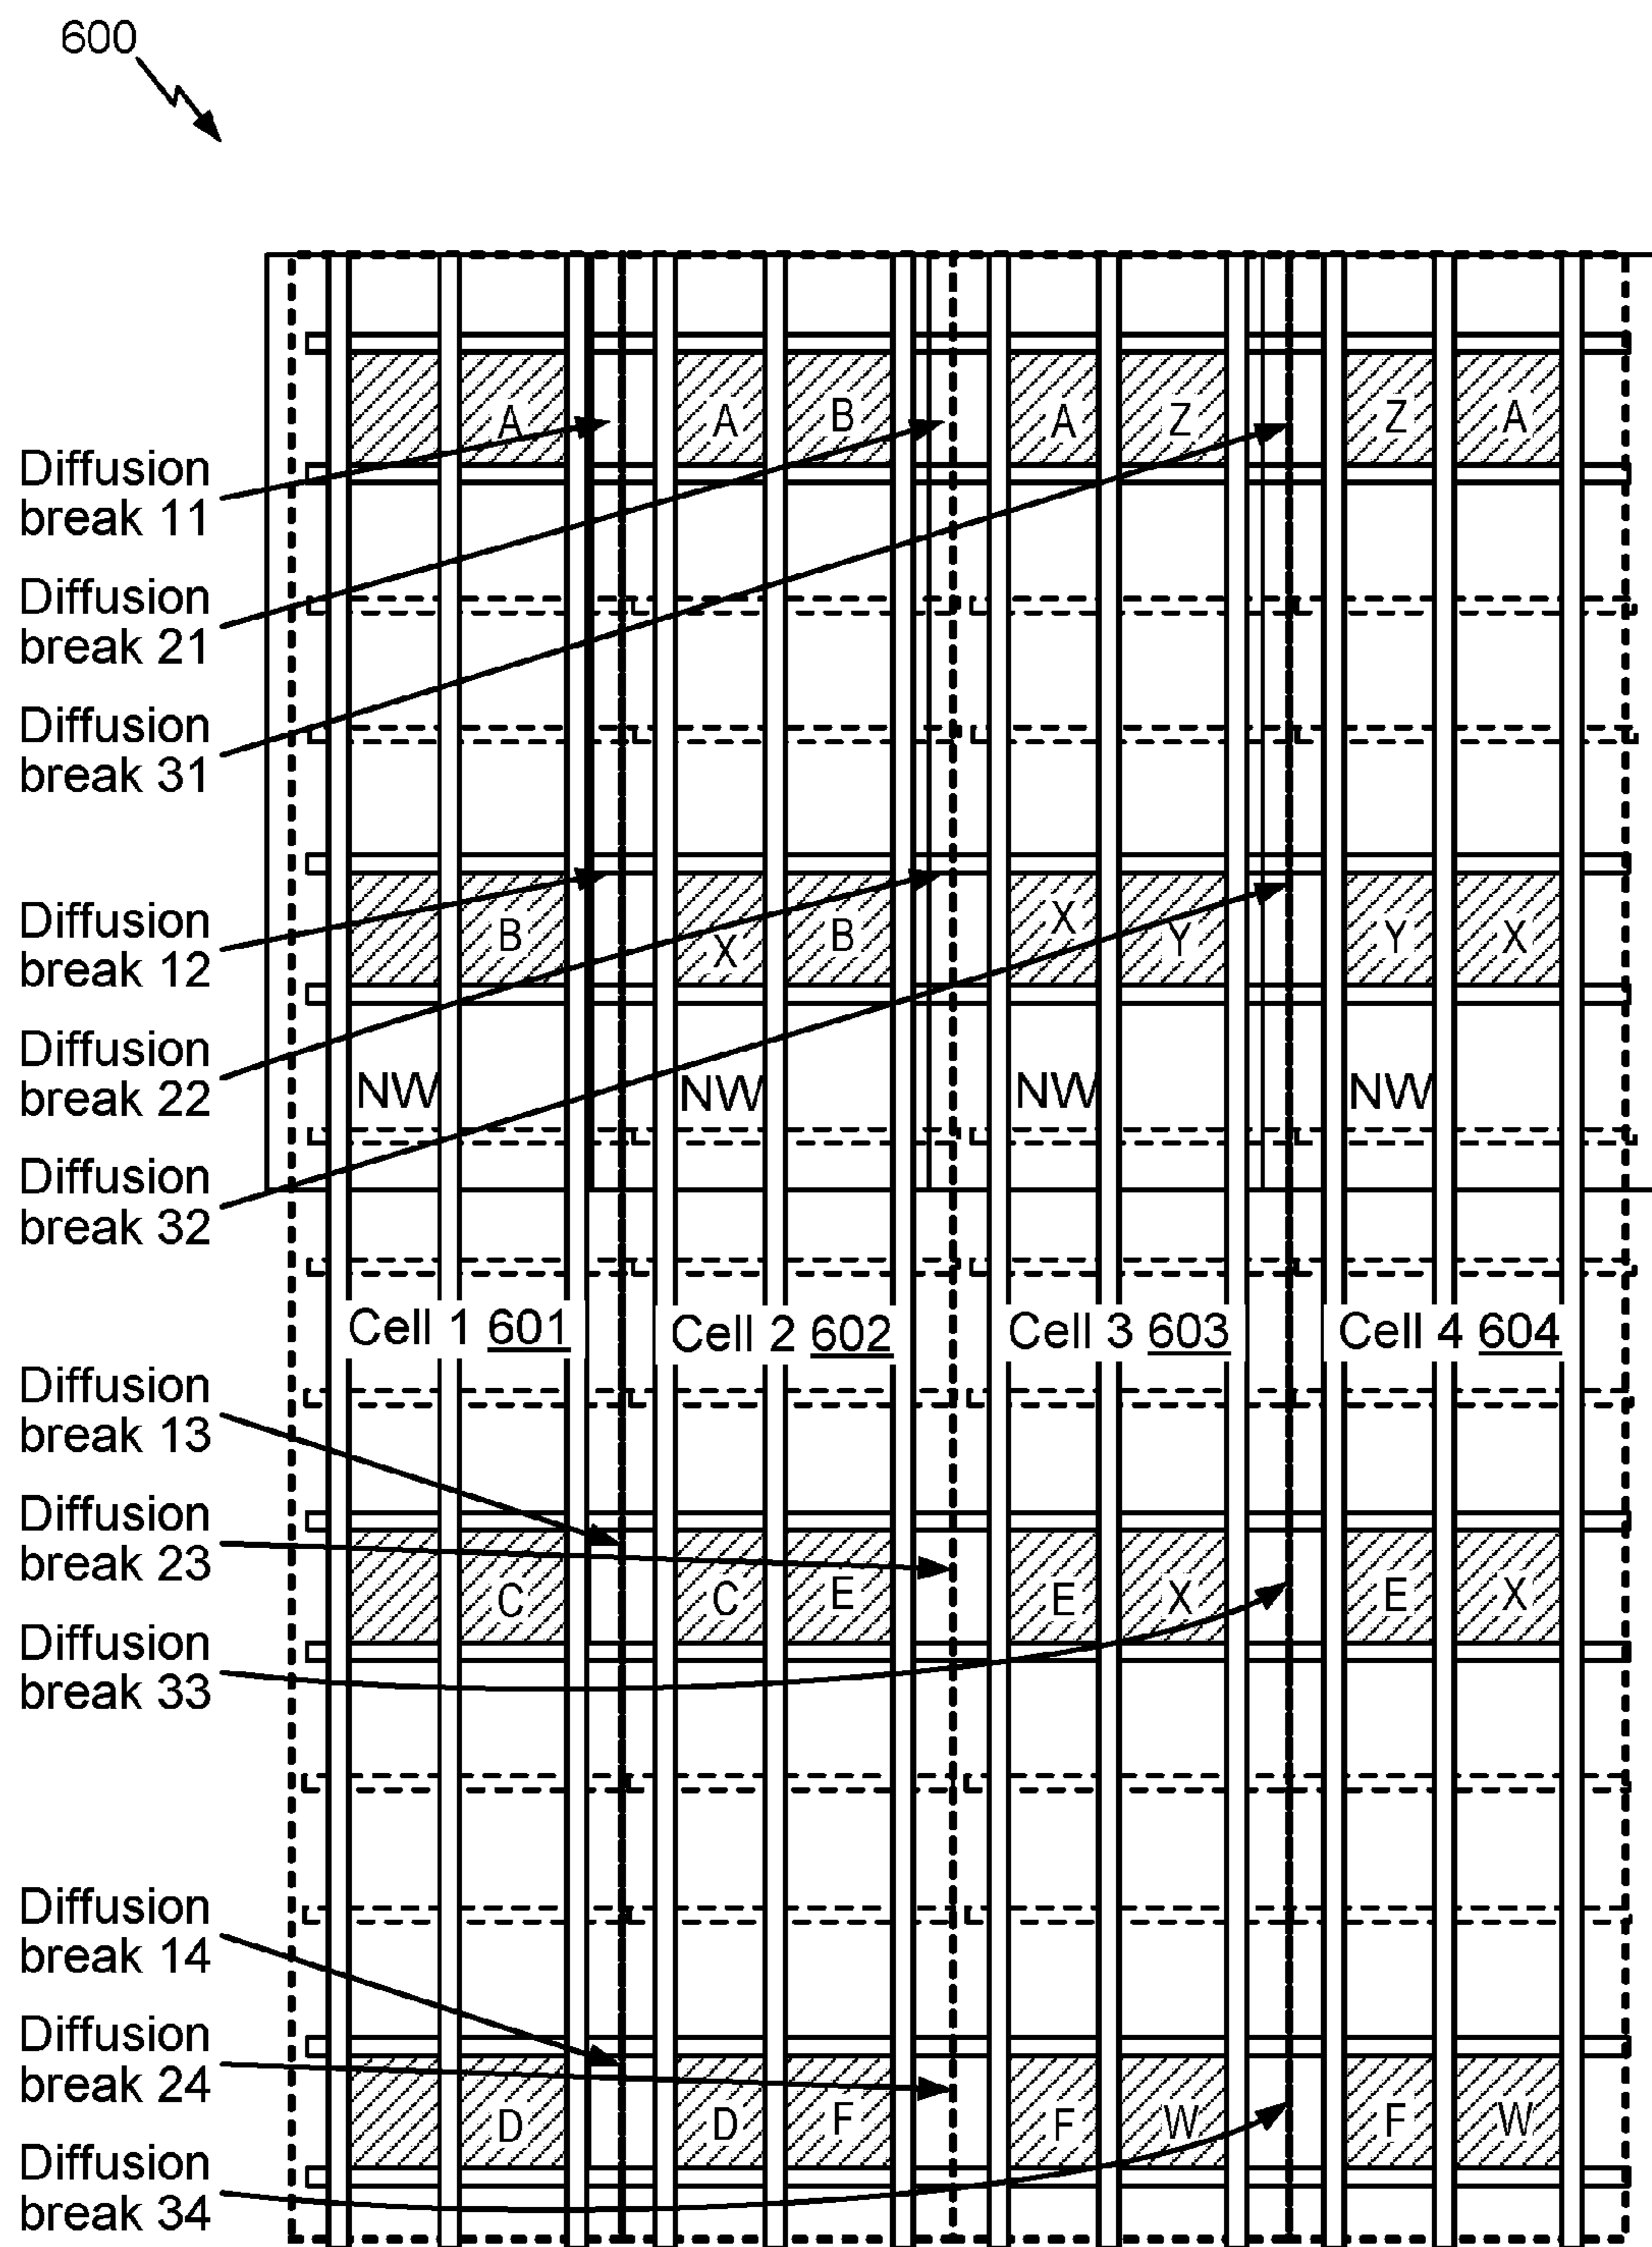 600
A A B A Z Z A
Diffusion
break 11
Diffusion
break 21
Diffusion
break 31
Diffusion
break 12
B X B X Y Y X
Diffusion
break 22
NW NW NW NW
Diffusion
break 32
Cell 1 601 Cell 2 602 Cell 3 603 Cell 4 604
Diffusion
break 13
Diffusion
break 23
C C E E X E X
Diffusion
break 33
Diffusion
break 14
Diffusion
break 24
D D F F W F W
Diffusion
break 34